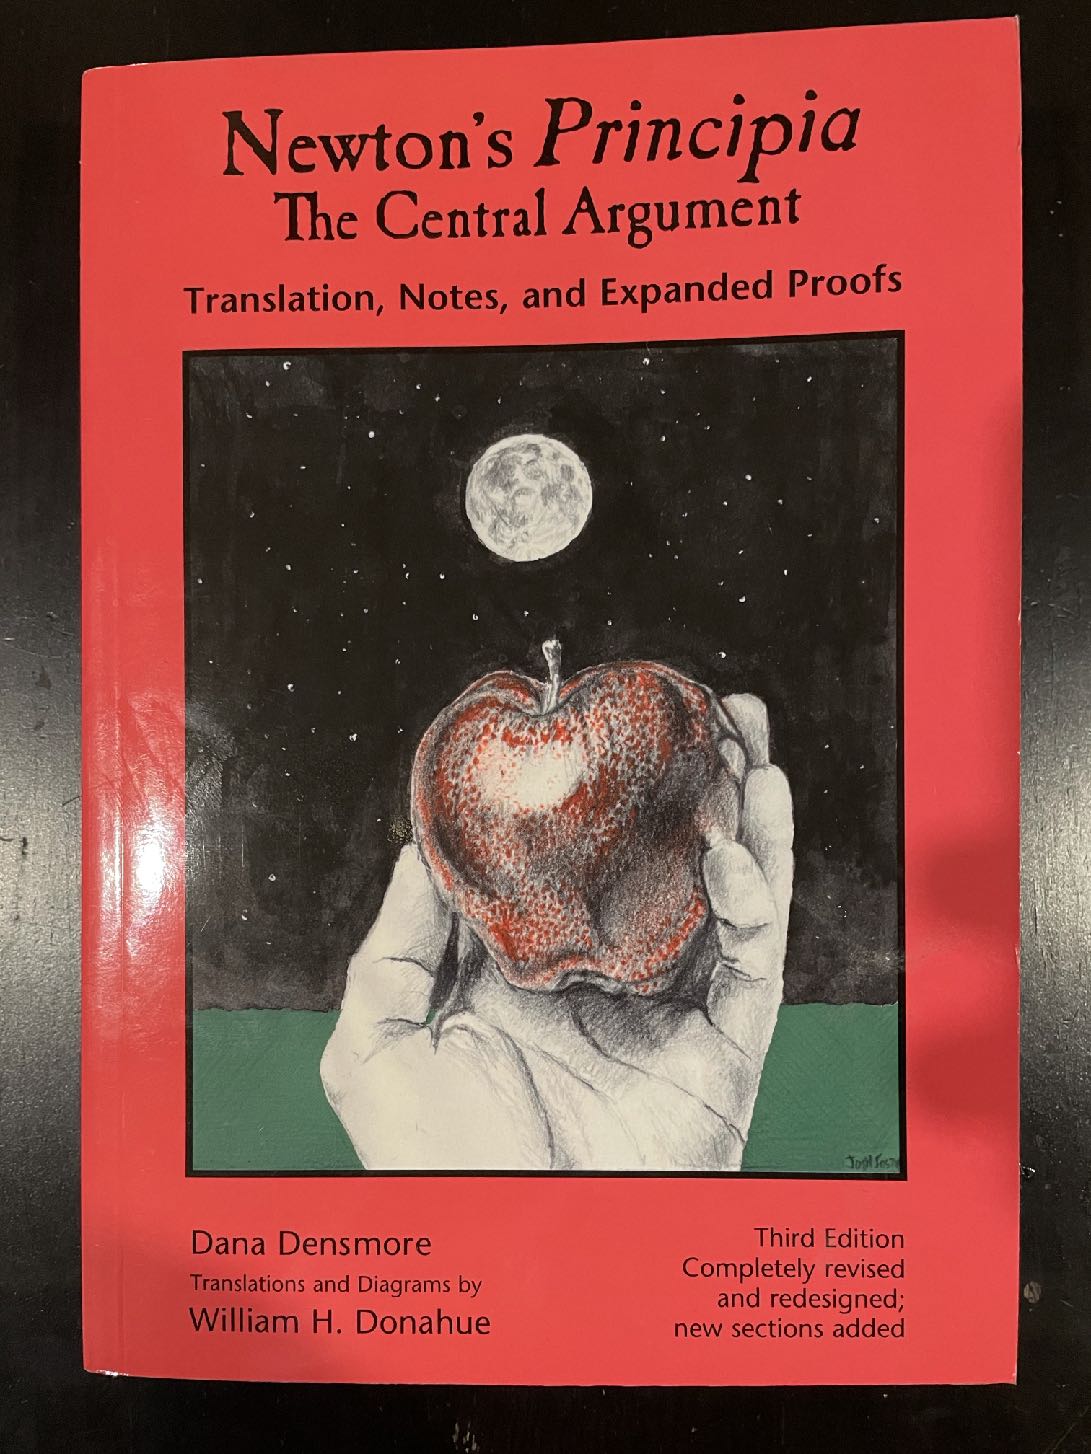 Newton's Principia
The Central Argument
Translation, Notes, and Expanded Proofs
Dana Densmore
Translations and Diagrams by
William H. Donahue
Third Edition
Completely revised
and redesigned;
new sections added